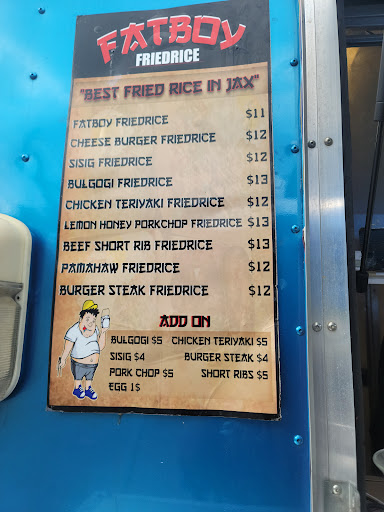 FATBOY
FRIEDRICE
"BEST FRIED RICE IN JAX"
FATBOY FRIEDRICE $11
CHEESE BURGER FRIEDRICE $12
SISIG FRIEDRICE $12
BULGOGI FRIEDRICE $13
CHICKEN TERIYAKI FRIEDRICE $12
LEMON HONEY PORKCHOP FRIEDRICE $13
BEEF SHORT RIB FRIEDRICE $13
PAMAHAW FRIEDRICE $12
BURGER STEAK FRIEDRICE $12
ADD ON
BULGOGI $5 CHICKEN TERIYAKI $5
SISIG $4 BURGER STEAK $4
PORK CHOP $5 SHORT RIBS $5
EGG 1$